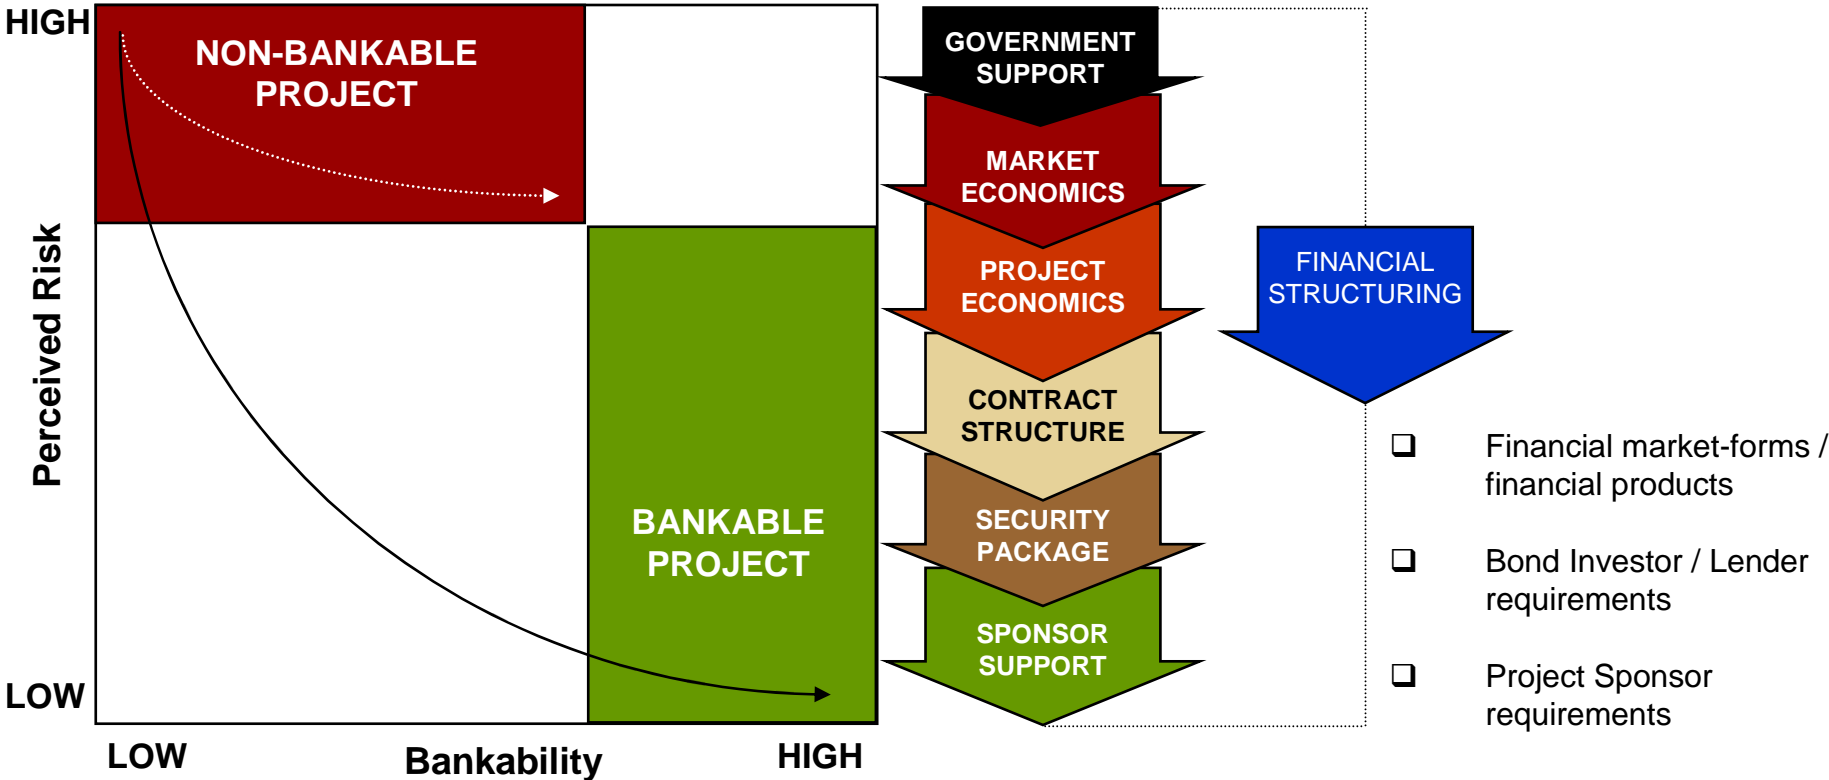 HIGH
NON-BANKABLE
PROJECT
Perceived Risk
BANKABLE
PROJECT
LOW
LOW
Bankability
HIGH
GOVERNMENT
SUPPORT
MARKET
ECONOMICS
PROJECT
ECONOMICS
CONTRACT
STRUCTURE
SECURITY
PACKAGE
SPONSOR
SUPPORT
FINANCIAL
STRUCTURING
Financial market-forms /
financial products
Bond Investor / Lender
requirements
Project Sponsor
requirements